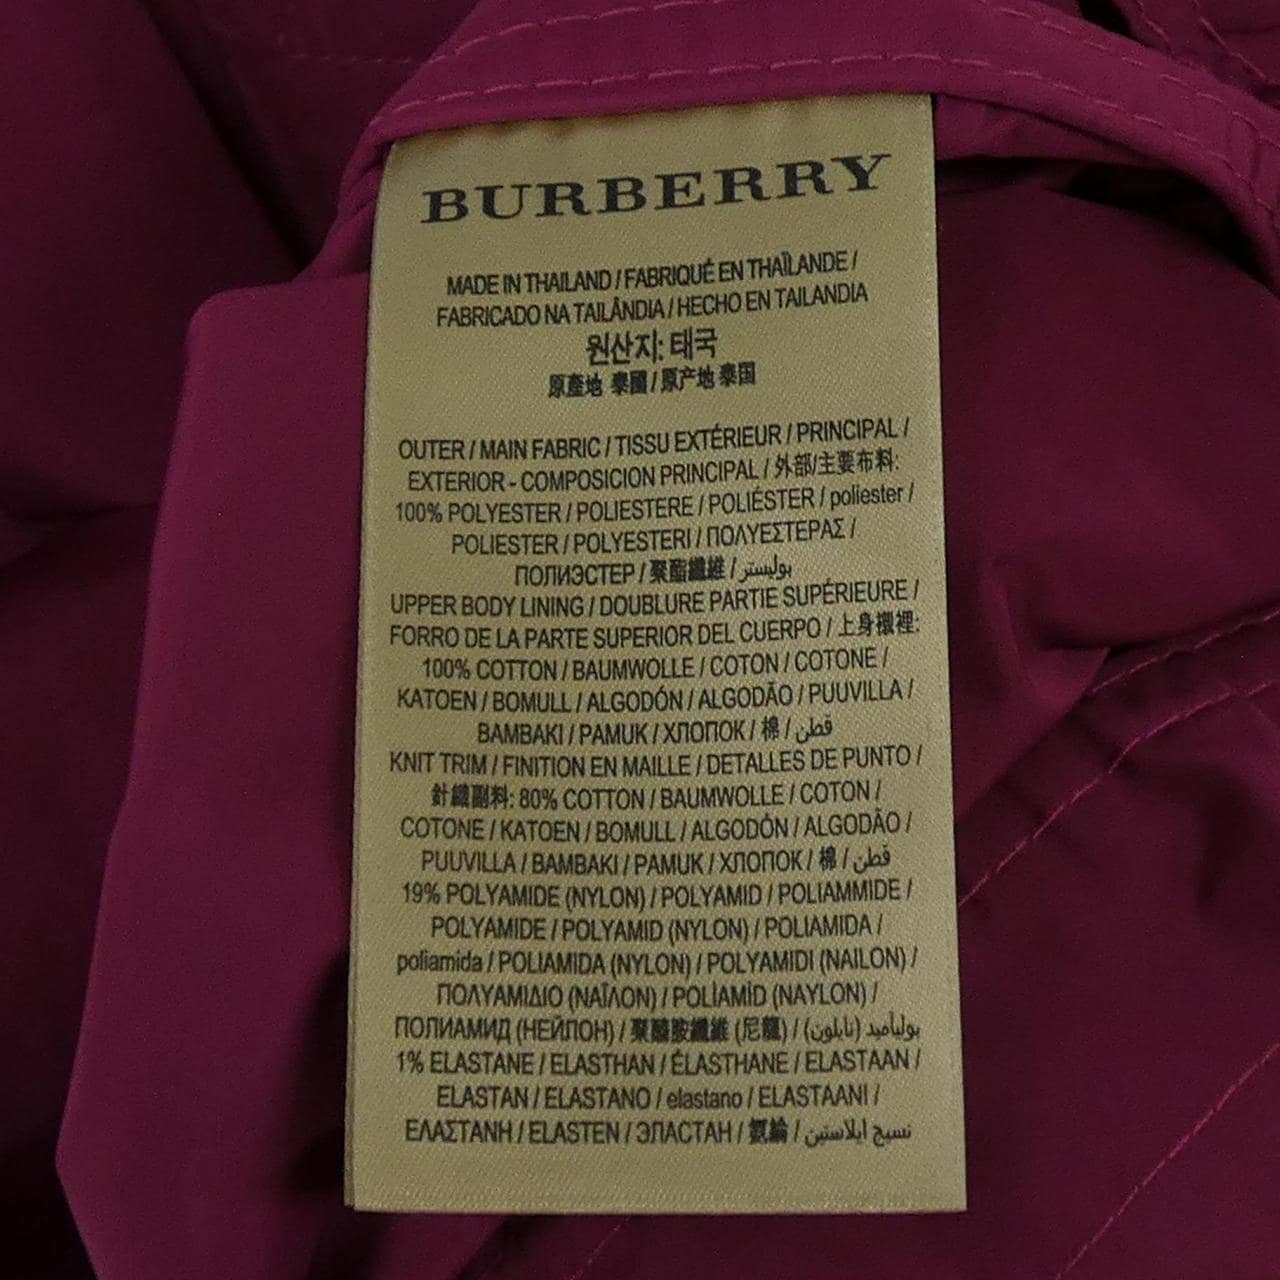 BURBERRY
MADE IN THAILAND / FABRIQUÉ EN THAÏLANDE /
FABRICADO NA TAILÂNDIA / HECHO EN TAILANDIA
원산지: 태국
原產地 泰國 / 原产地 泰国
OUTER / MAIN FABRIC / TISSU EXTÉRIEUR / PRINCIPAL /
EXTERIOR - COMPOSICION PRINCIPAL / 外部/主要布料:
100% POLYESTER / POLIESTERE / POLIÉSTER / poliester /
POLIESTER / POLYESTERI / ΠΟΛΥΕΣΤΕΡΑΣ /
ПОЛИЭСТЕР / 聚酯纖維 / بوليستر
UPPER BODY LINING / DOUBLURE PARTIE SUPÉRIEURE /
FORRO DE LA PARTE SUPERIOR DEL CUERPO / 上身襯裡:
100% COTTON / BAUMWOLLE / COTON / COTONE /
KATOEN / BOMULL / ALGODÓN / ALGODÃO / PUUVILLA /
BAMBAKI / PAMUK / ХЛОПОК / 棉 / قطن
KNIT TRIM / FINITION EN MAILLE / DETALLES DE PUNTO /
針織副料: 80% COTTON / BAUMWOLLE / COTON /
COTONE / KATOEN / BOMULL / ALGODÓN / ALGODÃO /
PUUVILLA / BAMBAKI / PAMUK / ХЛОПОК / 棉 / قطن
19% POLYAMIDE (NYLON) / POLYAMID / POLIAMMIDE /
POLYAMIDE / POLYAMID (NYLON) / POLIAMIDA /
poliamida / POLIAMIDA (NYLON) / POLYAMIDI (NAILON) /
ΠΟΛΥΑΜΙΔΙΟ (ΝΑΪΛΟΝ) / POLİAMİD (NAYLON) /
ПОЛИАМИД (НЕЙЛОН) / 聚醯胺纖維 (尼龍) / بولياميد (نايلون)
1% ELASTANE / ELASTHAN / ÉLASTHANE / ELASTAAN /
ELASTAN / ELASTANO / elastano / ELASTAANI /
ΕΛΑΣΤΑΝΗ / ELASTEN / ЭЛАСТАН / 氨綸 / نسيج ايلاستين